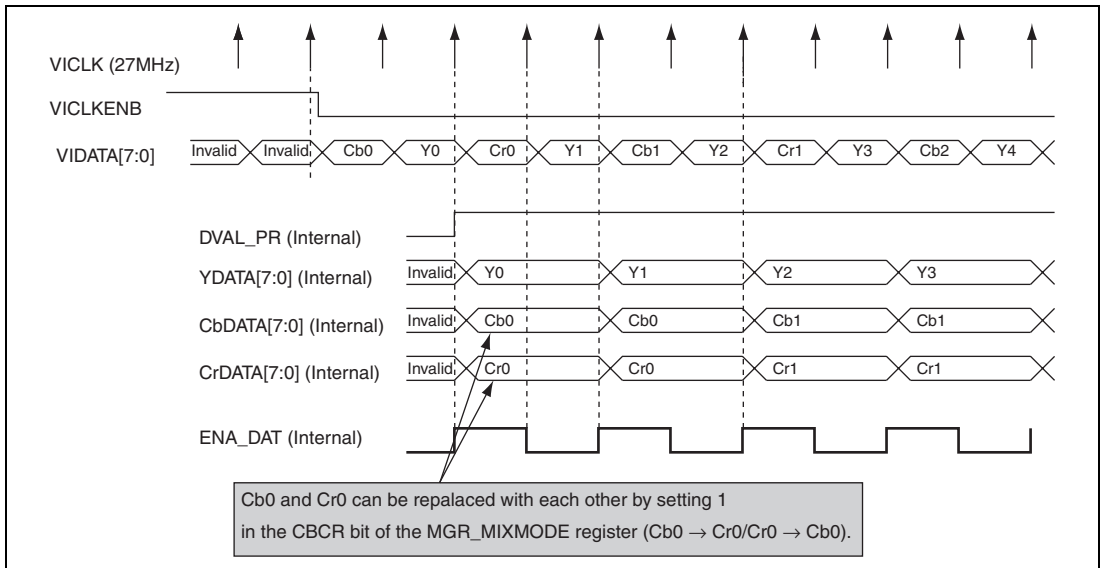 VICLK (27MHz)
VICLKENB
VIDATA[7:0] Invalid Invalid Cb0 Y0 Cr0 Y1 Cb1 Y2 Cr1 Y3 Cb2 Y4
DVAL_PR (Internal)
YDATA[7:0] (Internal) Invalid Y0 Y1 Y2 Y3
CbDATA[7:0] (Internal) Invalid Cb0 Cb0 Cb1 Cb1
CrDATA[7:0] (Internal) Invalid Cr0 Cr0 Cr1 Cr1
ENA_DAT (Internal)
Cb0 and Cr0 can be repalaced with each other by setting 1
in the CBCR bit of the MGR_MIXMODE register (Cb0 → Cr0/Cr0 → Cb0).